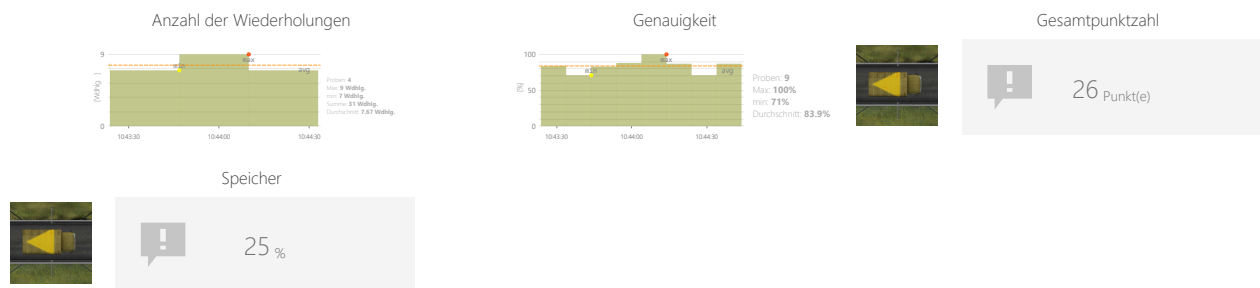 Anzahl der Wiederholungen
9
max
min
avg
0
[Wdhlg. ]
10:43:30
10:44:00
10:44:30
Proben: 4
Max: 9 Wdhlg.
min: 7 Wdhlg.
Summe: 31 Wdhlg.
Durchschnitt: 7.67 Wdhlg.
Genauigkeit
100
max
min
avg
50
[%]
0
10:43:30
10:44:00
10:44:30
Proben: 9
Max: 100%
min: 71%
Durchschnitt: 83.9%
Gesamtpunktzahl
26 Punkt(e)
Speicher
25 %